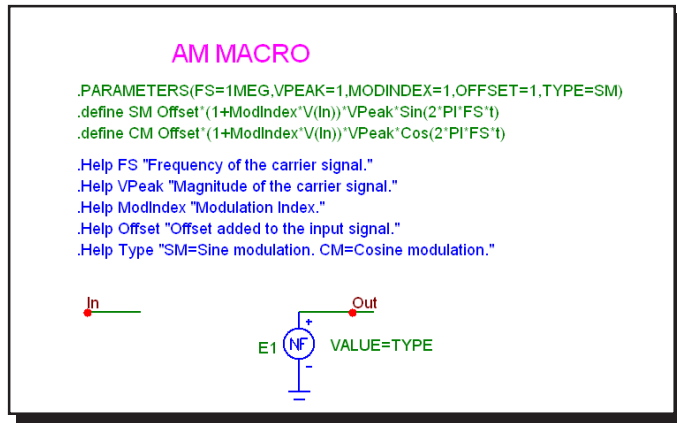 AM MACRO
.PARAMETERS(FS=1MEG,VPEAK=1,MODINDEX=1,OFFSET=1,TYPE=SM)
.define SM Offset*(1+ModIndex*V(In))*VPeak*Sin(2*PI*FS*t)
.define CM Offset*(1+ModIndex*V(In))*VPeak*Cos(2*PI*FS*t)
.Help FS "Frequency of the carrier signal."
.Help VPeak "Magnitude of the carrier signal."
.Help ModIndex "Modulation Index."
.Help Offset "Offset added to the input signal."
.Help Type "SM=Sine modulation. CM=Cosine modulation."
In
Out
+
E1 NF VALUE=TYPE
-